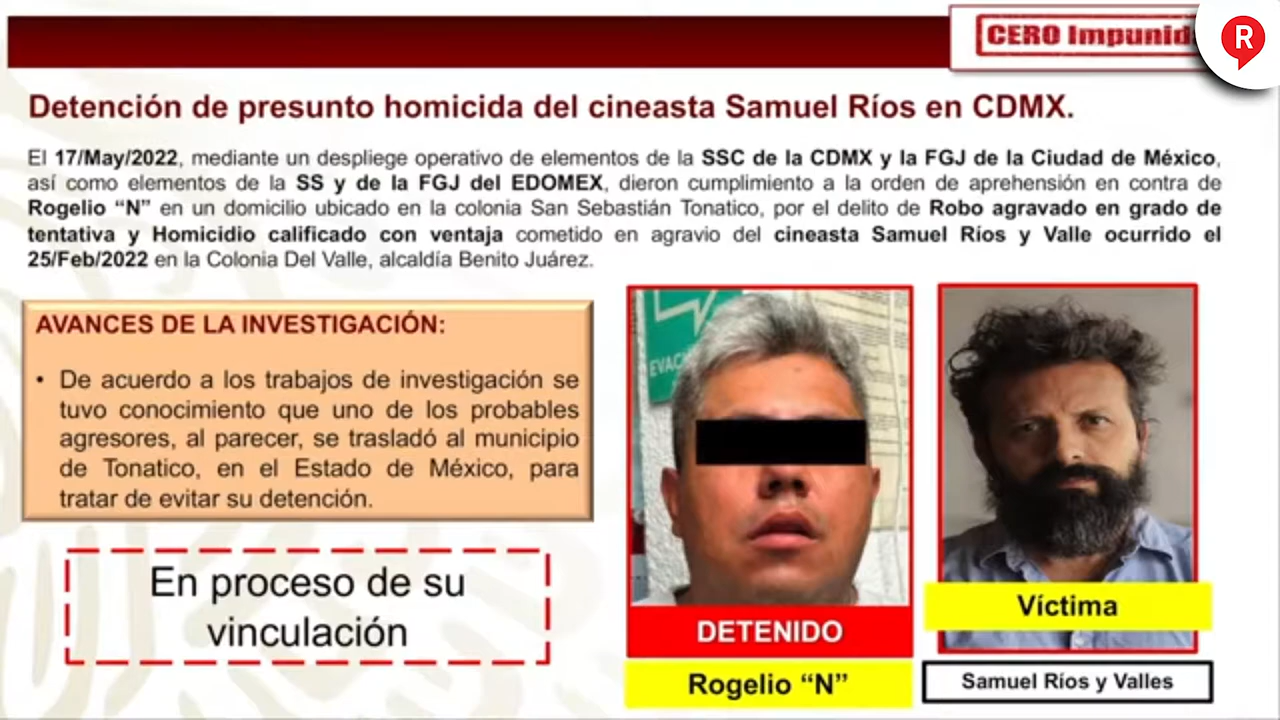 CERO Impunid
R
Detención de presunto homicida del cineasta Samuel Ríos en CDMX.
El 17/May/2022, mediante un despliege operativo de elementos de la SSC de la CDMX y la FGJ de la Ciudad de México,
así como elementos de la SS y de la FGJ del EDOMEX, dieron cumplimiento a la orden de aprehensión en contra de
Rogelio “N” en un domicilio ubicado en la colonia San Sebastián Tonatico, por el delito de Robo agravado en grado de
tentativa y Homicidio calificado con ventaja cometido en agravio del cineasta Samuel Ríos y Valle ocurrido el
25/Feb/2022 en la Colonia Del Valle, alcaldía Benito Juárez.
AVANCES DE LA INVESTIGACIÓN:
• De acuerdo a los trabajos de investigación se
tuvo conocimiento que uno de los probables
agresores, al parecer, se trasladó al municipio
de Tonatico, en el Estado de México, para
tratar de evitar su detención.
En proceso de su
vinculación
EVAC
DETENIDO
Rogelio “N”
Víctima
Samuel Ríos y Valles